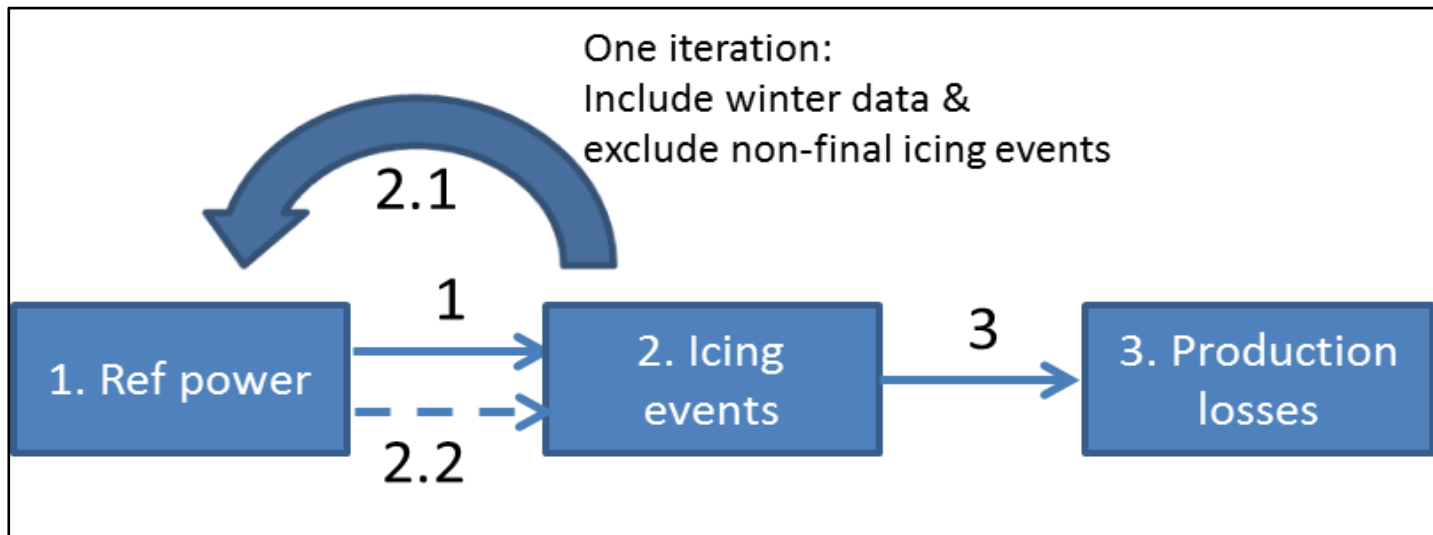 One iteration:
Include winter data &
exclude non-final icing events
2.1
1
3
1. Ref power
2. Icing
events
3. Production
losses
2.2